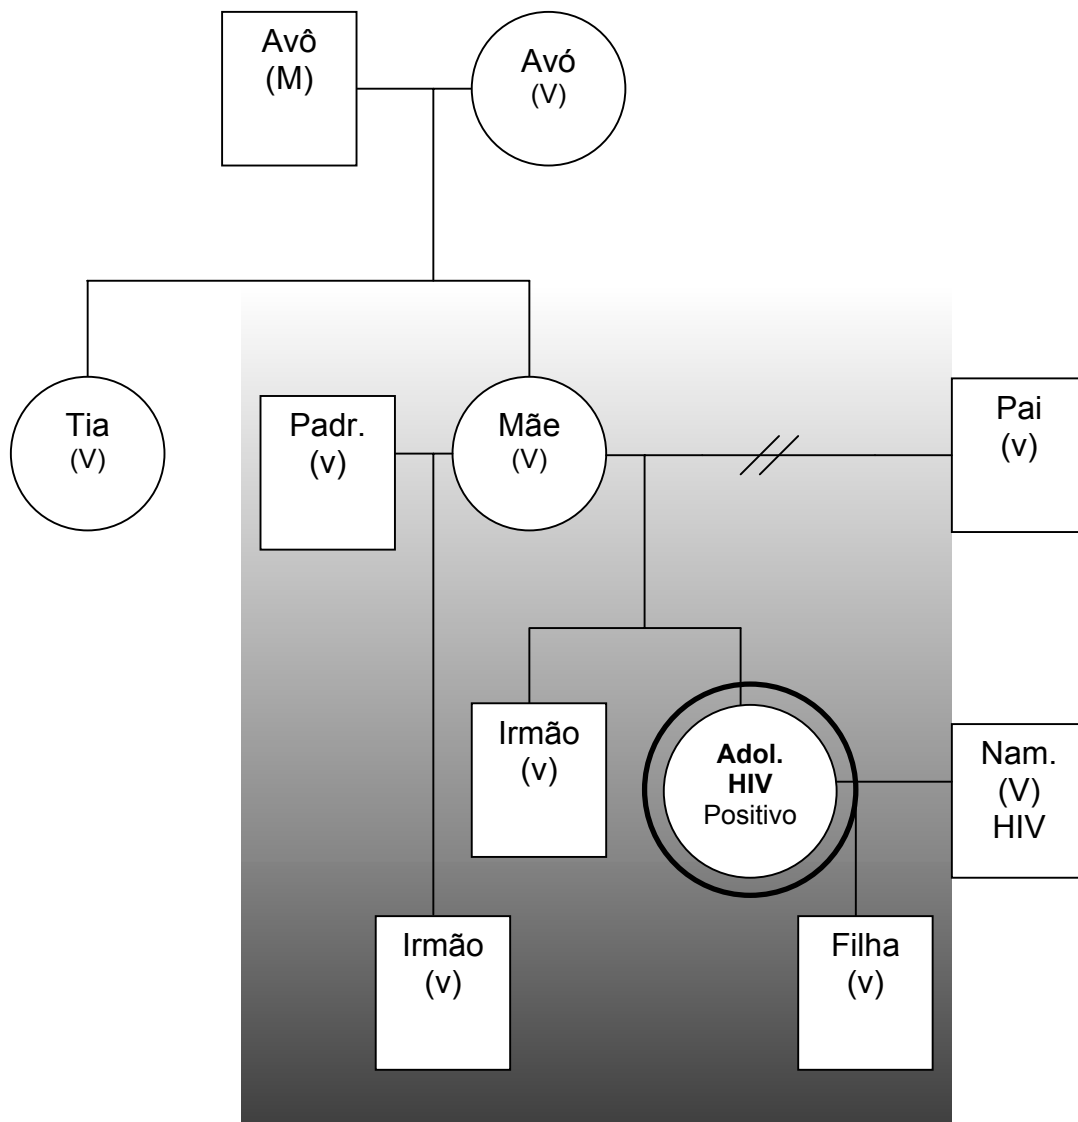 Avô
(M)
Avó
(V)
Tia
(V)
Padr.
(v)
Mãe
(V)
Pai
(v)
Irmão
(v)
Adol.
HIV
Positivo
Nam.
(V)
HIV
Irmão
(v)
Filha
(v)